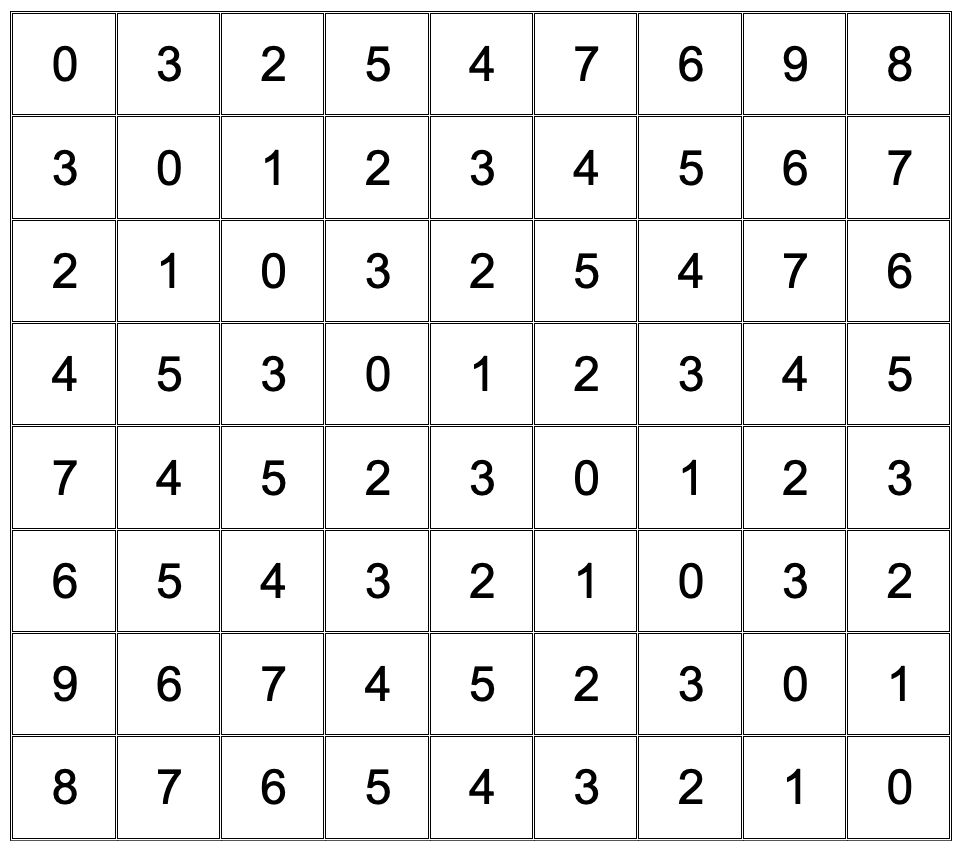 0 3 2 5 4 7 6 9 8
3 0 1 2 3 4 5 6 7
2 1 0 3 2 5 4 7 6
4 5 3 0 1 2 3 4 5
7 4 5 2 3 0 1 2 3
6 5 4 3 2 1 0 3 2
9 6 7 4 5 2 3 0 1
8 7 6 5 4 3 2 1 0